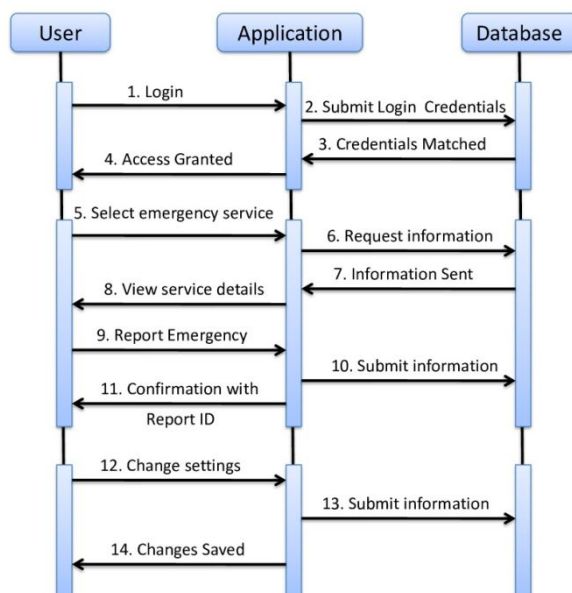 User
Application
Database
1. Login
2. Submit Login Credentials
3. Credentials Matched
4. Access Granted
5. Select emergency service
6. Request information
7. Information Sent
8. View service details
9. Report Emergency
10. Submit information
11. Confirmation with
Report ID
12. Change settings
13. Submit information
14. Changes Saved